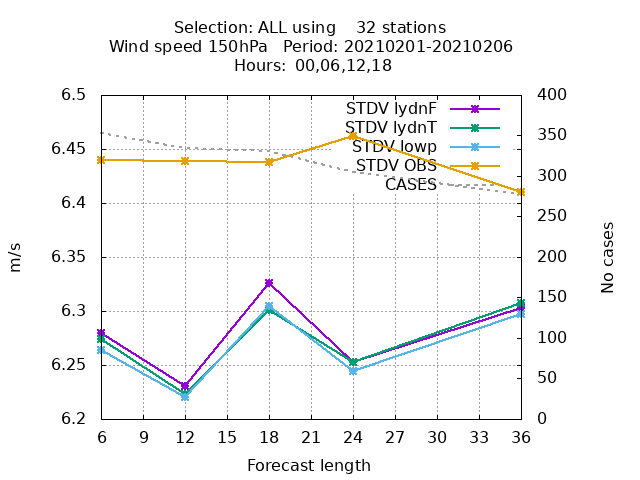 Selection: ALL using    32 stations
Wind speed 150hPa   Period: 20210201-20210206
Hours: 00,06,12,18
6.5
6.45
6.4
6.35
6.3
6.25
6.2
m/s
STDV lydnF
STDV lydnT
STDV lowp
STDV OBS
CASES
400
350
300
250
200
150
100
50
0
No cases
6 9 12 15 18 21 24 27 30 33 36
Forecast length